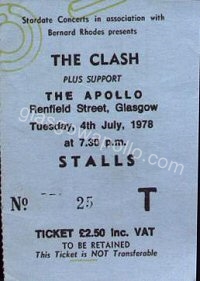 Stardate Concerts in association with
Bernard Rhodes presents
THE CLASH
PLUS SUPPORT
THE APOLLO
Renfield Street, Glasgow
Tuesday, 4th July, 1978
at 7.30 p.m.
STALLS
glasgowapollo.com
No 25 T
TICKET £2.50 Inc. VAT
TO BE RETAINED
This Ticket is NOT Transferable